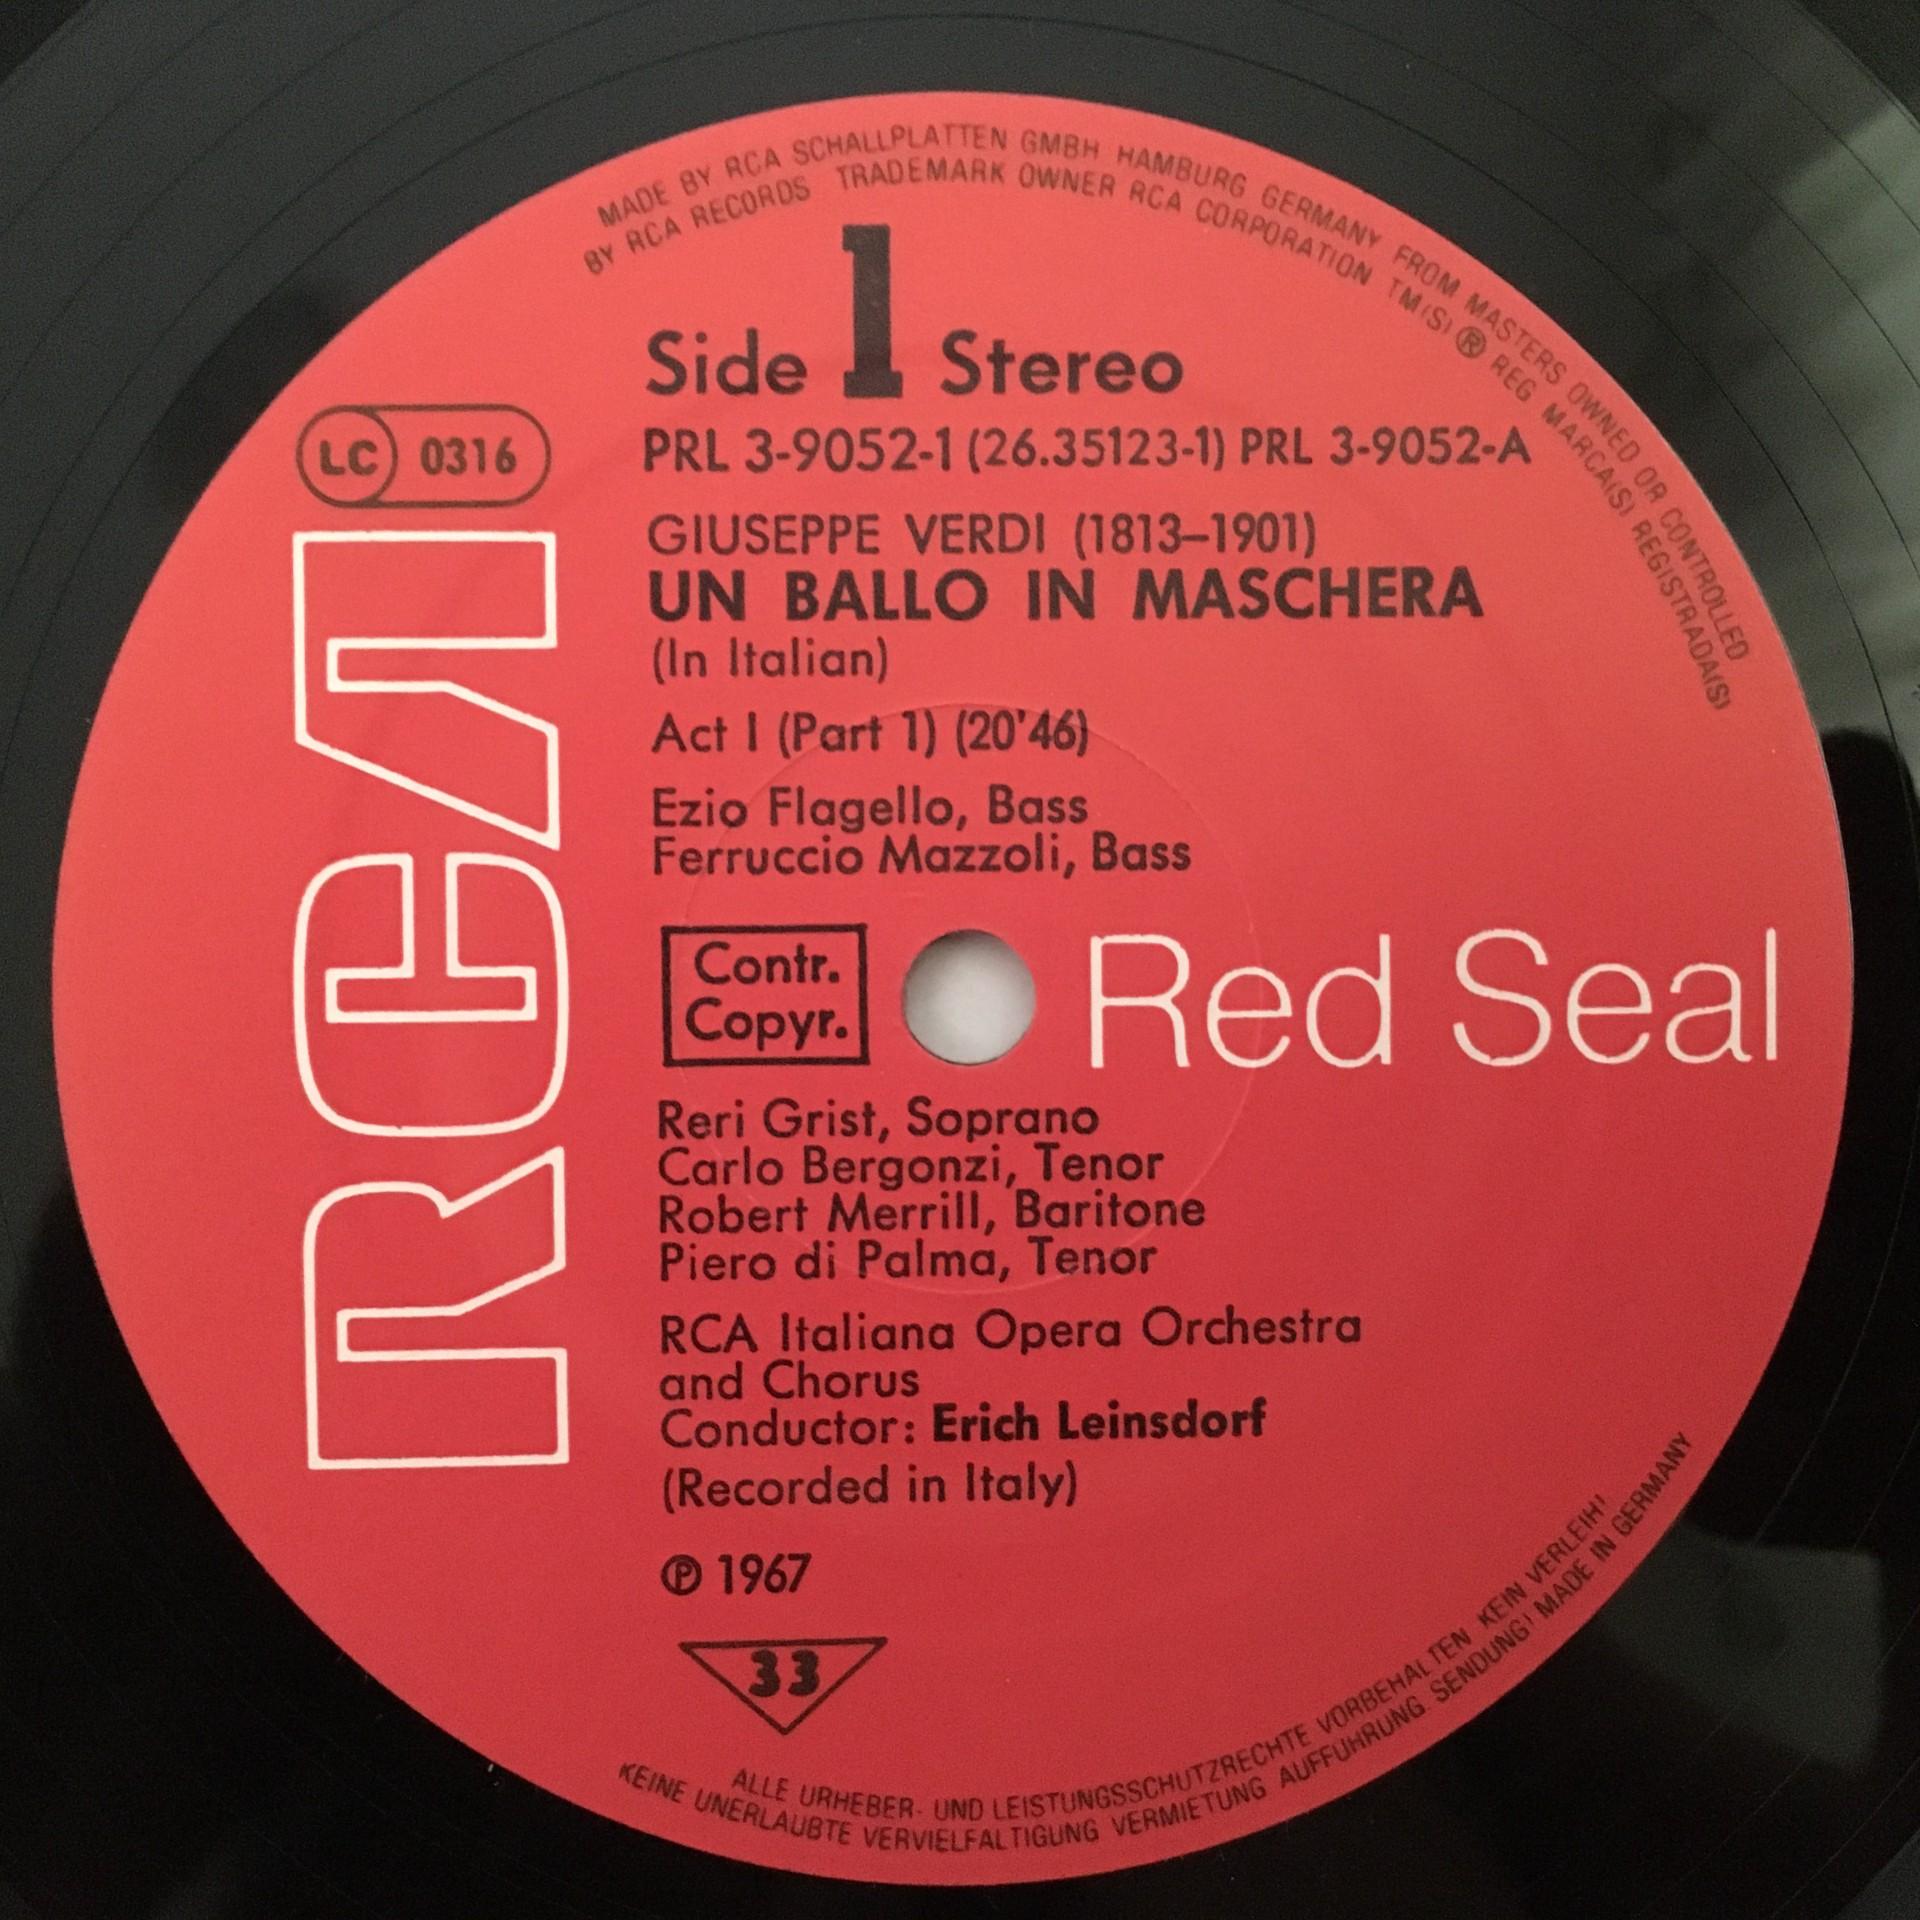 MADE BY RCA SCHALLPLATTEN GMBH HAMBURG GERMANY FROM MASTERS OWNED OR CONTROLLED
BY RCA RECORDS TRADEMARK OWNER RCA CORPORATION TM(S) ® REG MARCA(S) REGISTRADA(S)
Side 1 Stereo
LC 0316
PRL 3-9052-1 (26.35123-1) PRL 3-9052-A
GIUSEPPE VERDI (1813–1901)
UN BALLO IN MASCHERA
(In Italian)
Act I (Part 1) (20'46)
Ezio Flagello, Bass
Ferruccio Mazzoli, Bass
RCA
Contr.
Copyr.
Red Seal
Reri Grist, Soprano
Carlo Bergonzi, Tenor
Robert Merrill, Baritone
Piero di Palma, Tenor
RCA Italiana Opera Orchestra
and Chorus
Conductor: Erich Leinsdorf
(Recorded in Italy)
℗ 1967
33
ALLE URHEBER- UND LEISTUNGSSCHUTZRECHTE VORBEHALTEN KEIN VERLEIH!
KEINE UNERLAUBTE VERVIELFALTIGUNG VERMIETUNG AUFFUHRUNG SENDUNG! MADE IN GERMANY